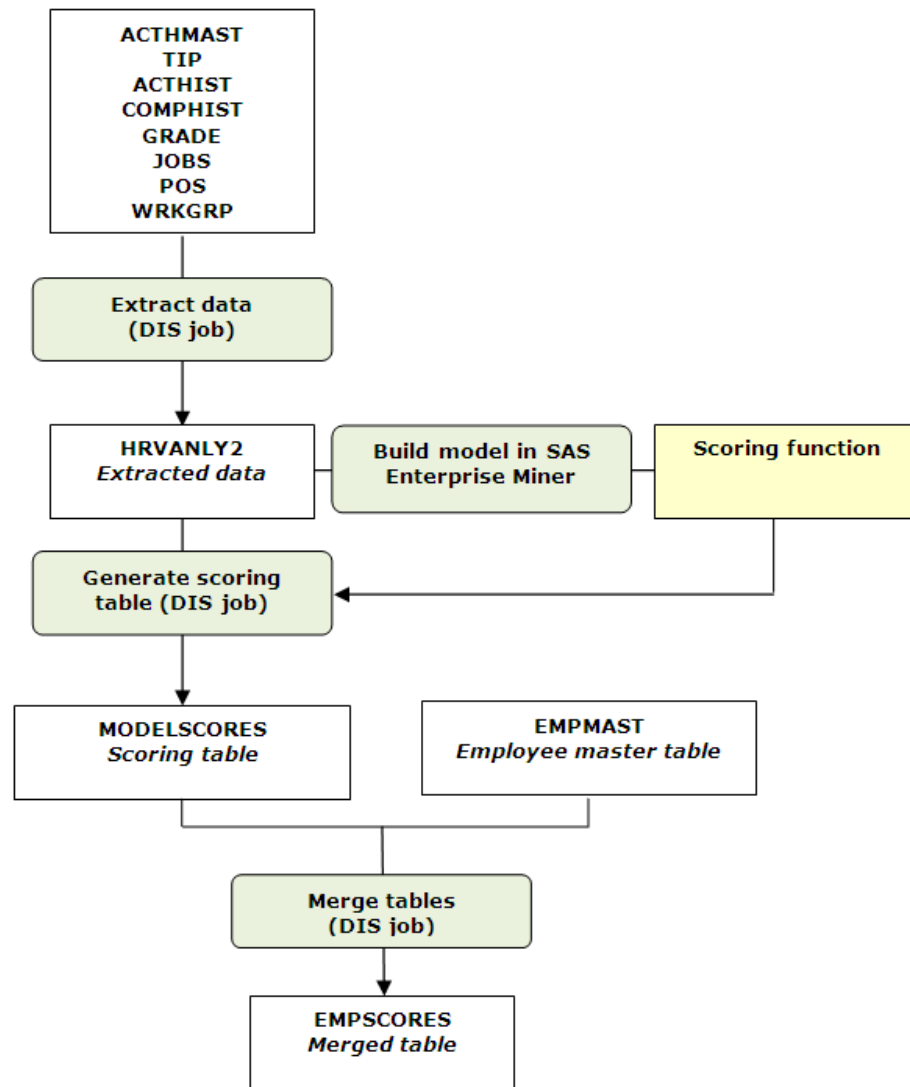 ACTHMAST
TIP
ACTHIST
COMPHIST
GRADE
JOBS
POS
WRKGRP
Extract data
(DIS job)
HRVANLY2
Extracted data
Build model in SAS
Enterprise Miner
Scoring function
Generate scoring
table (DIS job)
MODELSCORES
Scoring table
EMPMAST
Employee master table
Merge tables
(DIS job)
EMPSCORES
Merged table